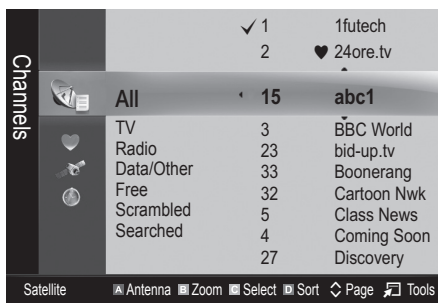 ✓ 1 1futech
2 ♥ 24ore.tv
Channels
All 15 abc1
TV 3 BBC World
Radio 23 bid-up.tv
Data/Other 33 Boonerang
Free 32 Cartoon Nwk
Scrambled 5 Class News
Searched 4 Coming Soon
27 Discovery
Satellite A Antenna B Zoom C Select D Sort Page Tools